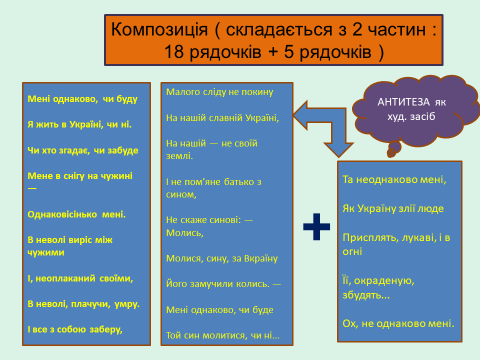 Композиція ( складається з 2 частин :
18 рядочків + 5 рядочків )
Мені однаково, чи буду
Я жить в Україні, чи ні.
Чи хто згадає, чи забуде
Мене в снігу на чужині
—
Однаковісінько мені.
В неволі виріс між
чужими
І, неоплаканий своїми,
В неволі, плачучи, умру.
І все з собою заберу,
Малого сліду не покину
На нашій славній Україні,
На нашій — не своїй
землі.
І не пом'яне батько з
сином,
Не скаже синові: —
Молись,
Молися, сину, за Вкраїну
Його замучили колись. —
Мені однаково, чи буде
Той син молитися, чи ні...
АНТИТЕЗА як
худ. засіб
+
Та неоднаково мені,
Як Україну злії люде
Присплять, лукаві, і в
огні
Її, окраденую,
збудять...
Ох, не однаково мені.